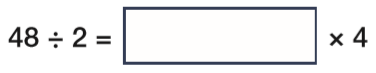 48 ÷ 2 = × 4